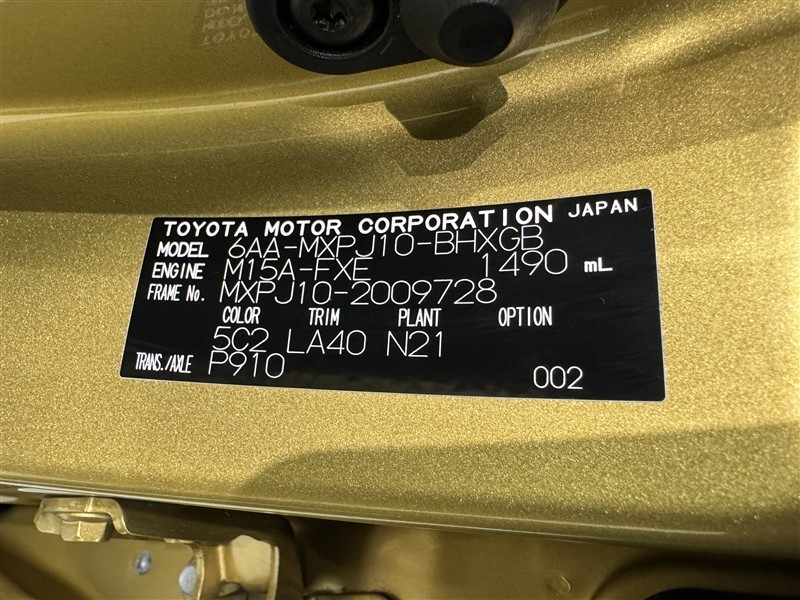 TOYOTA MOTOR CORPORATION JAPAN
MODEL 6AA-MXPJ10-BHXGB
ENGINE M15A-FXE 1490 mL
FRAME No. MXPJ10-2009728
COLOR TRIM PLANT OPTION
5C2 LA40 N21
TRANS./AXLE P910
002